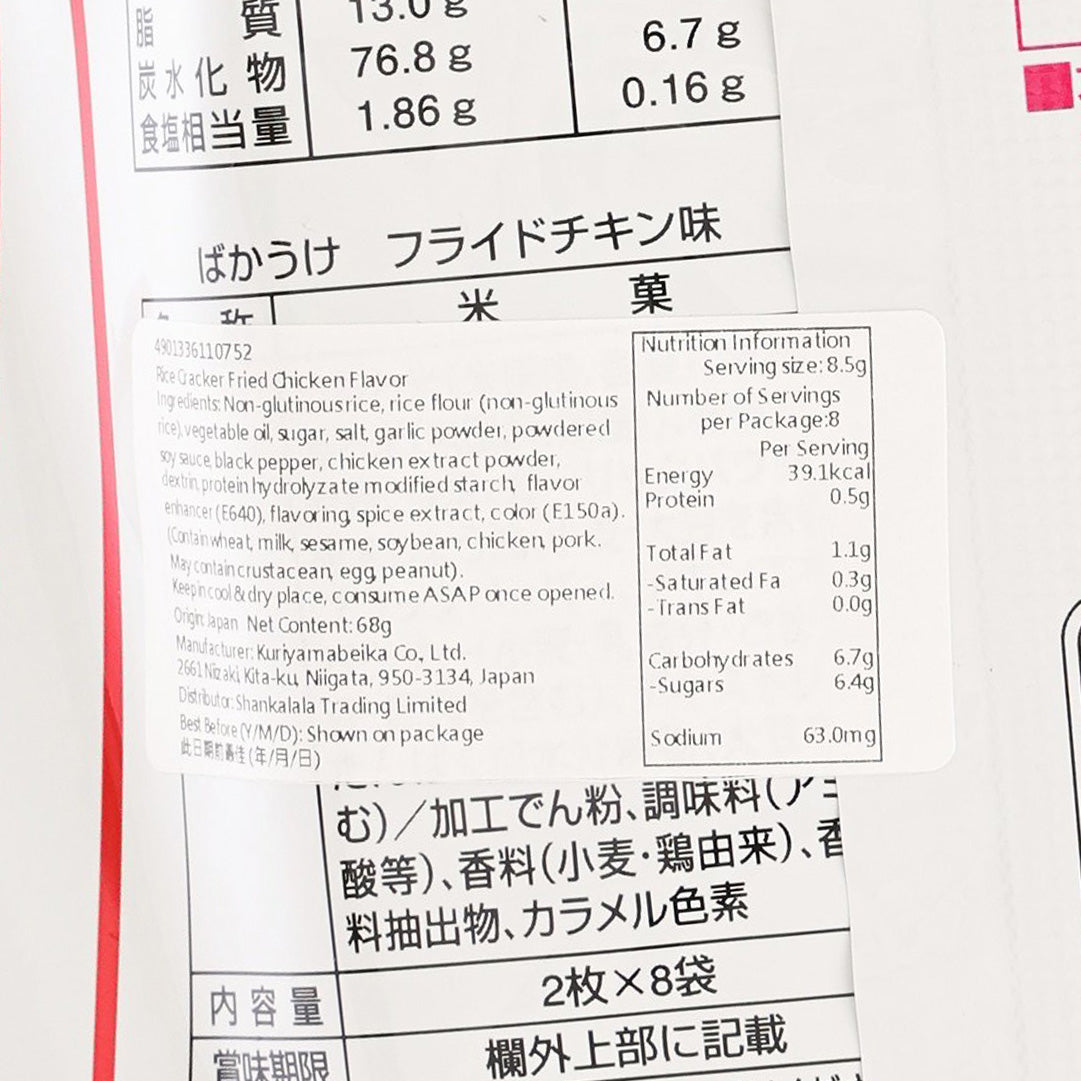 脂 質 13.0 g
炭水化物 76.8 g 6.7 g
食塩相当量 1.86 g 0.16 g
ばかうけ フライドチキン味
名 称 米 菓
4901336110752
Rice Cracker Fried Chicken Flavor
Ingredients: Non-glutinous rice, rice flour (non-glutinous
rice), vegetable oil, sugar, salt, garlic powder, powdered
soy sauce, black pepper, chicken extract powder,
dextrin, protein hydrolyzate modified starch, flavor
enhancer (E640), flavoring, spice extract, color (E150a).
(Contain wheat, milk, sesame, soybean, chicken, pork.
May contain crustacean, egg, peanut).
Keep in cool & dry place, consume ASAP once opened.
Origin: Japan Net Content: 68g
Manufacturer: Kuriyamabeika Co., Ltd.
2661 Niizaki, Kita-ku, Niigata, 950-3134, Japan
Distributor: Shankalala Trading Limited
Best Before (Y/M/D): Shown on package
此日期前最佳 (年/月/日)
Nutrition Information
Serving size: 8.5g
Number of Servings
per Package:8
Per Serving
Energy 39.1kcal
Protein 0.5g
Total Fat 1.1g
-Saturated Fa 0.3g
-Trans Fat 0.0g
Carbohydrates 6.7g
-Sugars 6.4g
Sodium 63.0mg
む)/加工でん粉、調味料(アミ
酸等)、香料(小麦・鶏由来)、香
料抽出物、カラメル色素
内容量 2枚×8袋
賞味期限 欄外上部に記載